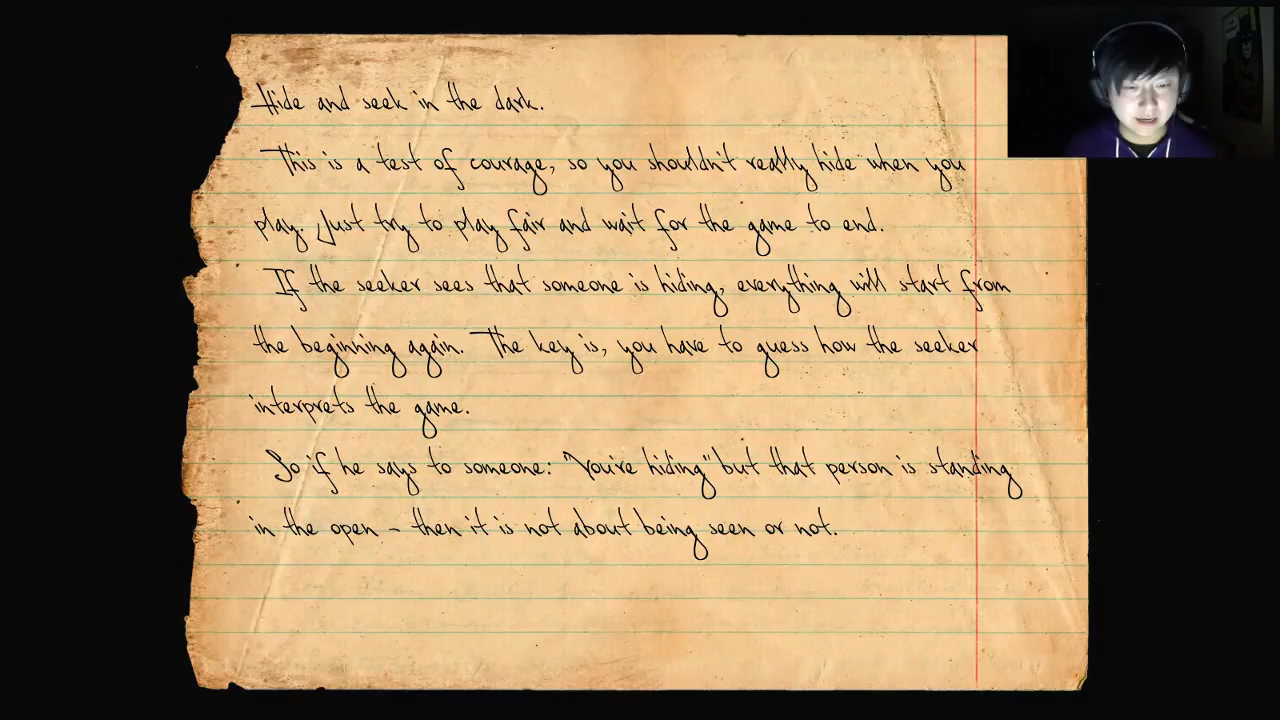 Hide and seek in the dark.
This is a test of courage, so you shouldn't really hide when you
play. Just try to play fair and wait for the game to end.
If the seeker sees that someone is hiding, everything will start from
the beginning again. The key is, you have to guess how the seeker
interprets the game.
So if he says to someone: "You're hiding" but that person is standing
in the open - then it is not about being seen or not.